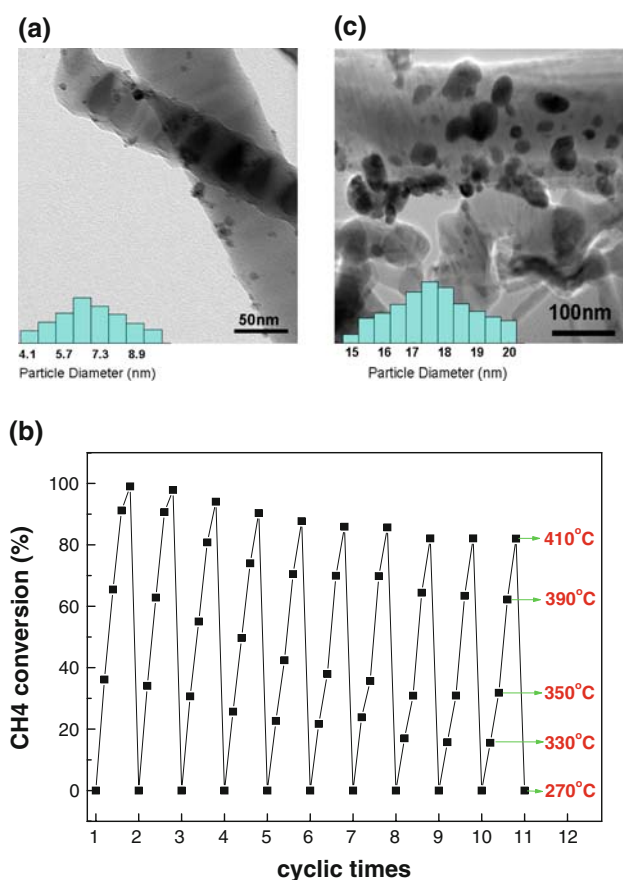 (a)
50nm
4.1 5.7 7.3 8.9
Particle Diameter (nm)
(c)
100nm
15 16 17 18 19 20
Particle Diameter (nm)
(b)
CH4 conversion (%)
100
80
60
40
20
0
410°C
390°C
350°C
330°C
270°C
1 2 3 4 5 6 7 8 9 10 11 12
cyclic times